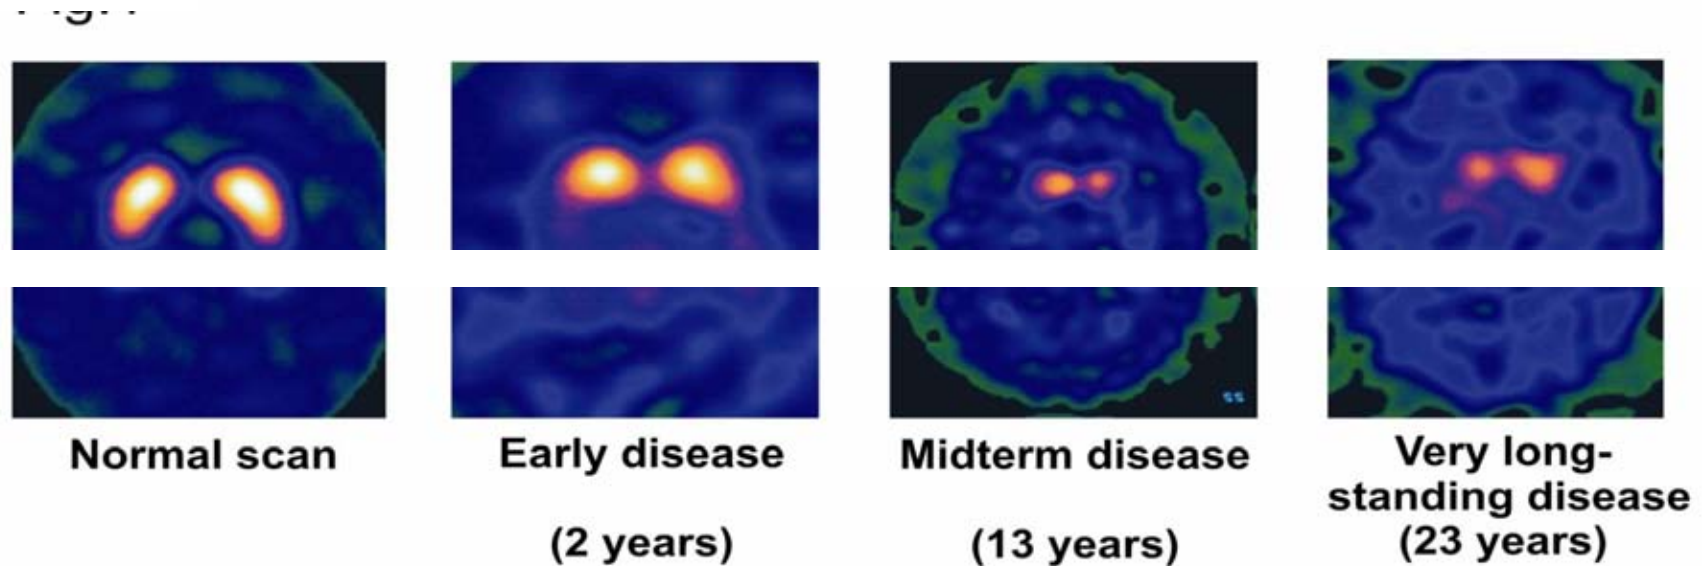 Normal scan
Early disease
(2 years)
Midterm disease
(13 years)
Very long-
standing disease
(23 years)